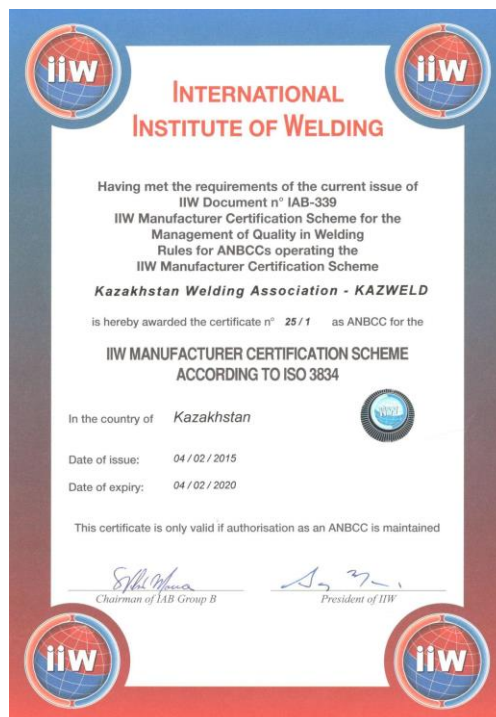 iiw
iiw
INTERNATIONAL
INSTITUTE OF WELDING
Having met the requirements of the current issue of
IIW Document n° IAB-339
IIW Manufacturer Certification Scheme for the
Management of Quality in Welding
Rules for ANBCCs operating the
IIW Manufacturer Certification Scheme
Kazakhstan Welding Association - KAZWELD
is hereby awarded the certificate n° 25 / 1 as ANBCC for the
IIW MANUFACTURER CERTIFICATION SCHEME
ACCORDING TO ISO 3834
In the country of Kazakhstan
Date of issue: 04 / 02 / 2015
Date of expiry: 04 / 02 / 2020
This certificate is only valid if authorisation as an ANBCC is maintained
Chairman of IAB Group B
President of IIW
iiw
iiw